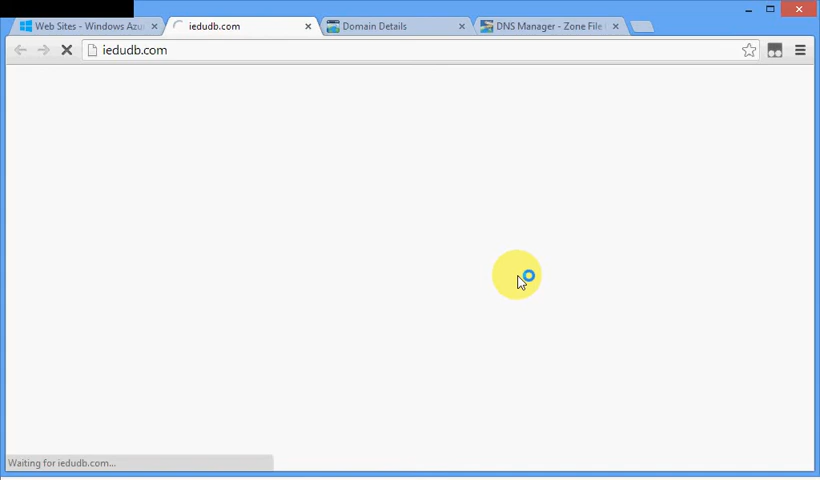 Web Sites - Windows Azu
iedudb.com
Domain Details
DNS Manager - Zone File
iedudb.com
Waiting for iedudb.com...